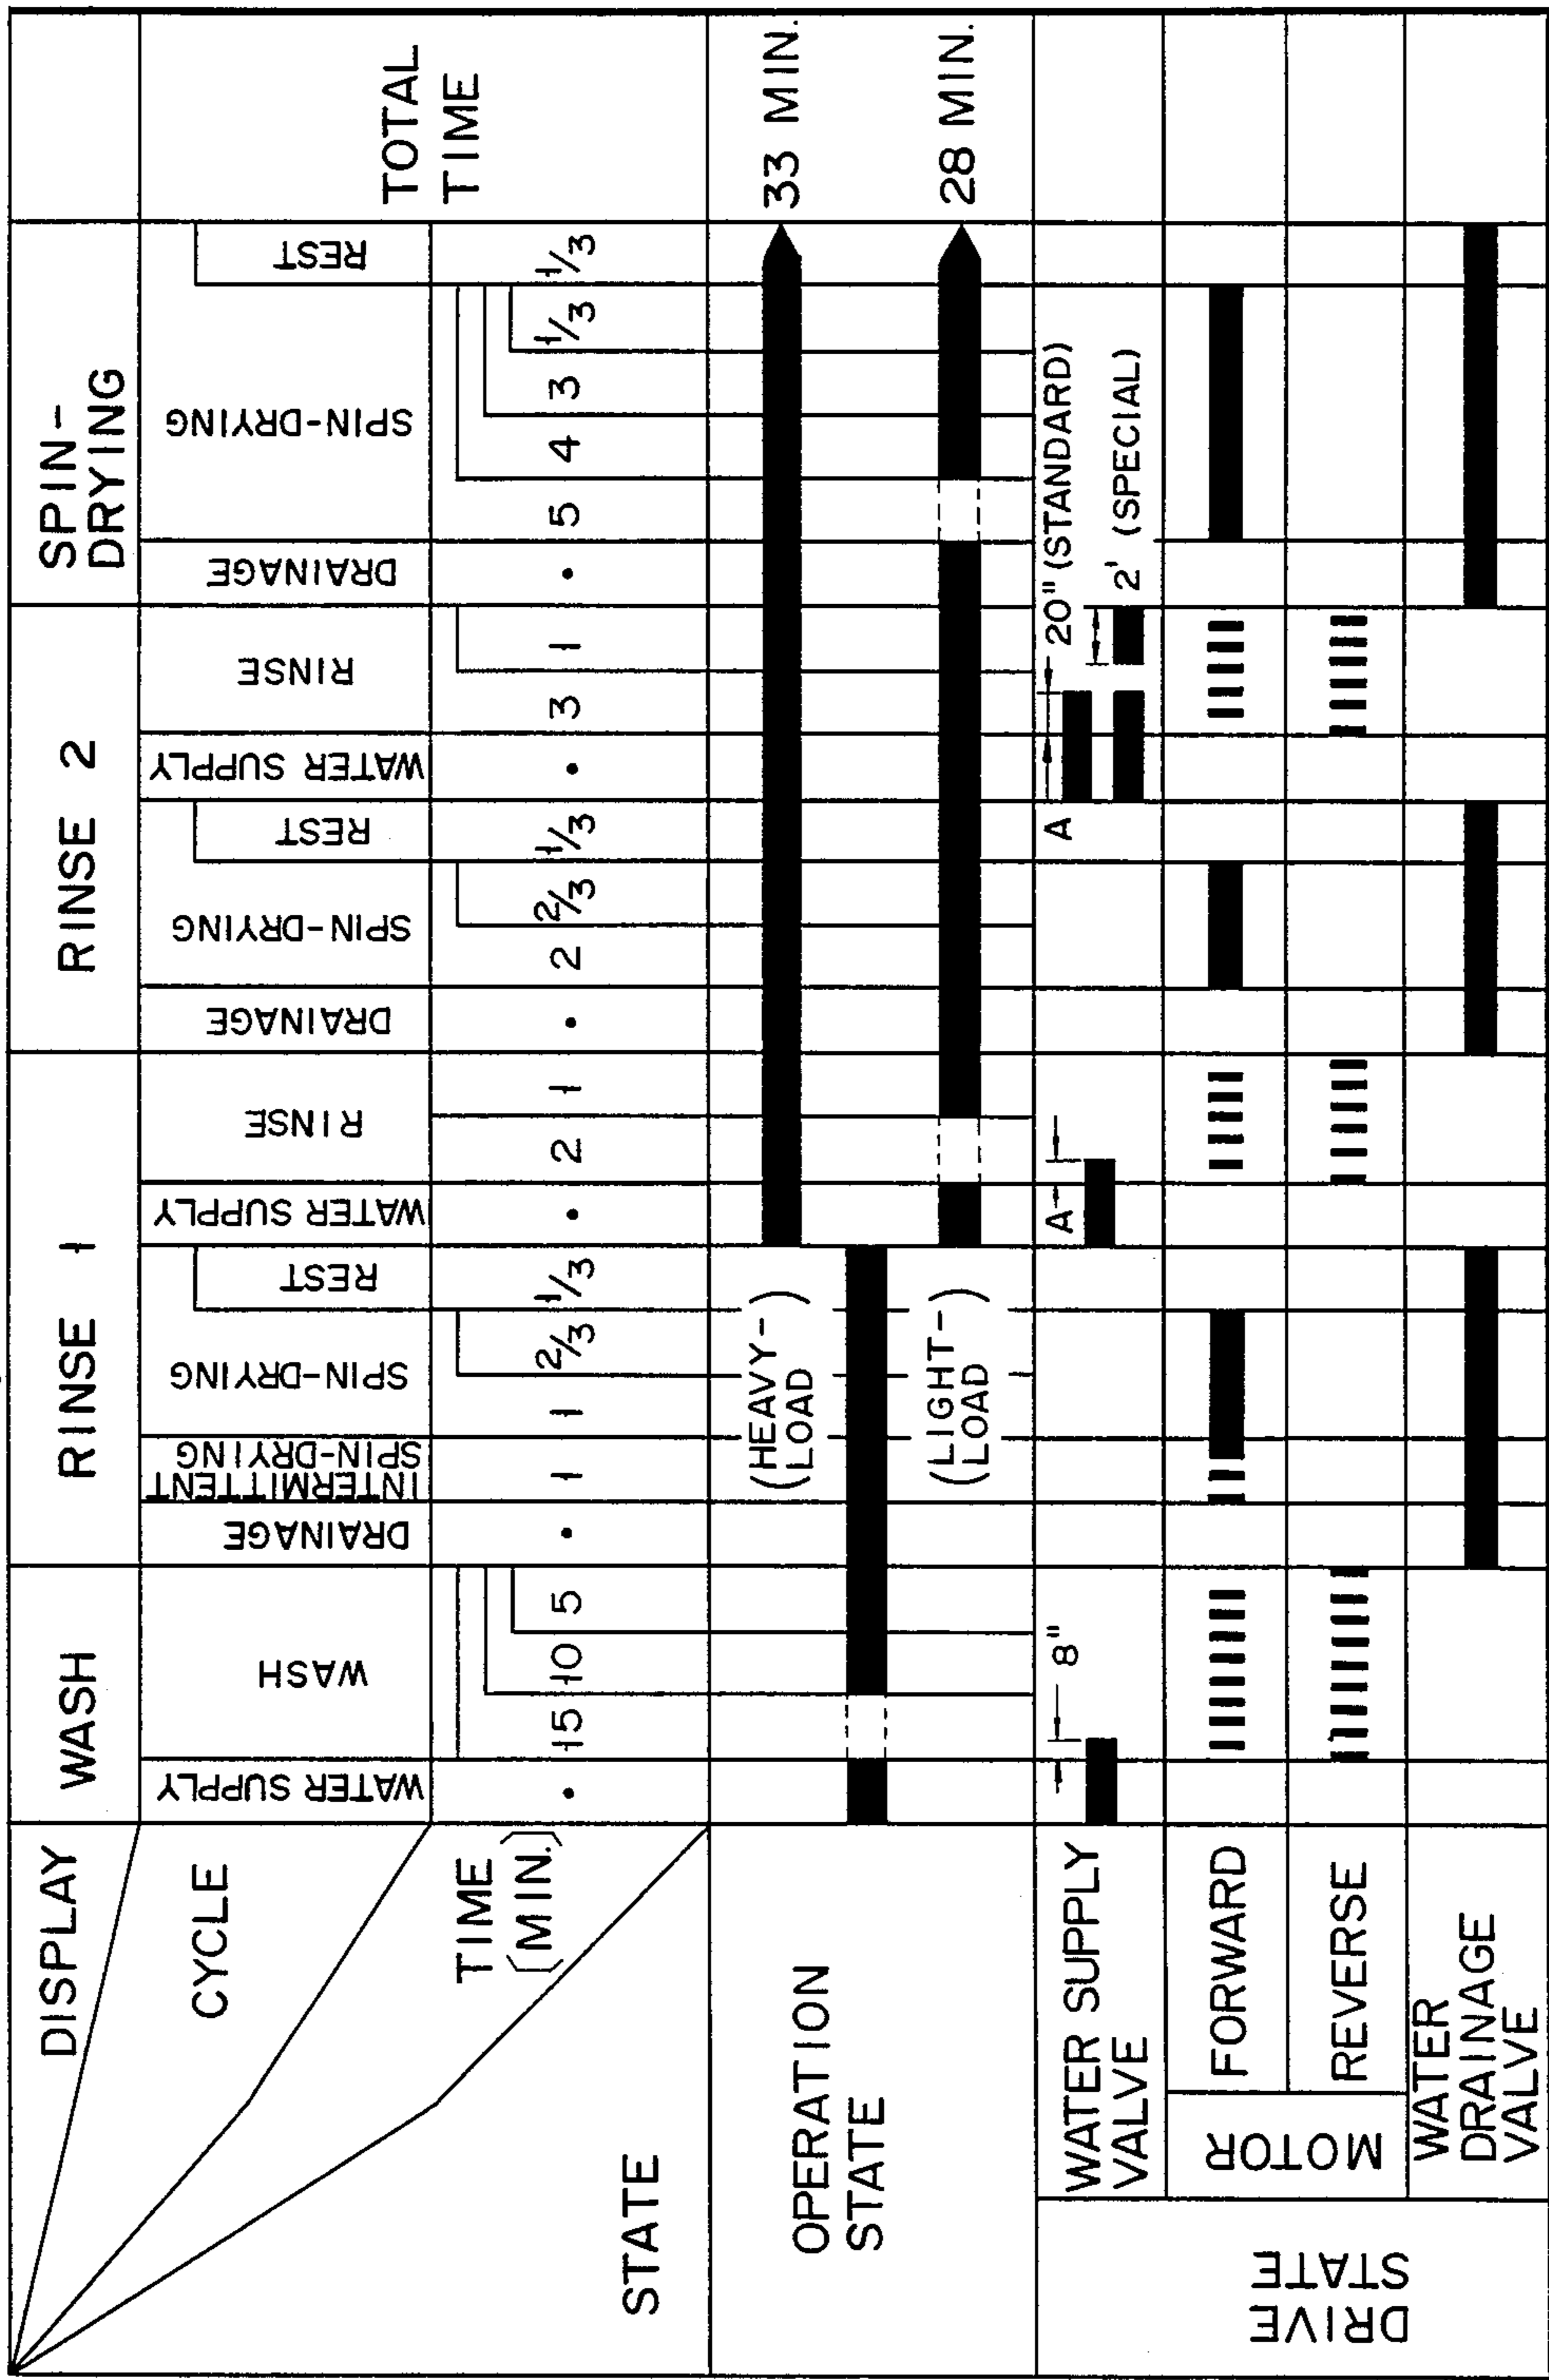 DISPLAY
WASH
RINSE 1
RINSE 2
SPIN-
DRYING
CYCLE
WATER SUPPLY
WASH
DRAINAGE
INTERMITTENT
SPIN-DRYING
SPIN-DRYING
REST
WATER SUPPLY
RINSE
DRAINAGE
SPIN-DRYING
REST
WATER SUPPLY
RINSE
DRAINAGE
SPIN-DRYING
REST
TOTAL
TIME
TIME
(MIN.)
• 15 10 5 • 1 1 2/3 1/3 • 2 1 • 2 2/3 1/3 • 3 1 • 5 4 3 1/3 1/3
STATE
OPERATION
STATE
(HEAVY-
LOAD)
33 MIN.
(LIGHT-
LOAD)
28 MIN.
DRIVE
STATE
WATER SUPPLY
VALVE
8"
A
A
20" (STANDARD)
2' (SPECIAL)
MOTOR
FORWARD
REVERSE
WATER
DRAINAGE
VALVE